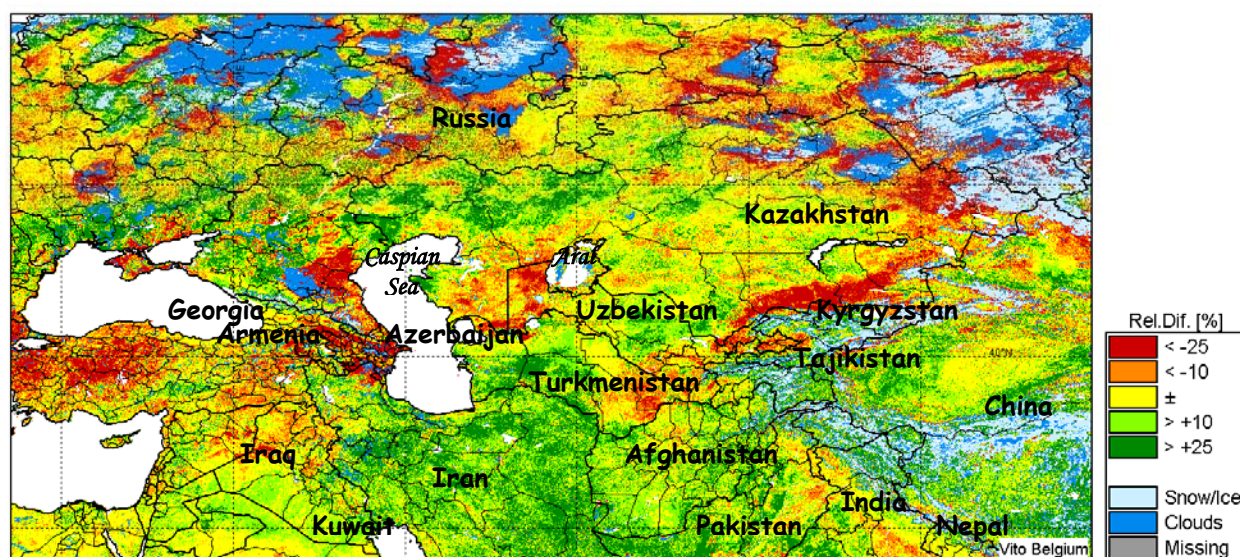 Russia
Kazakhstan
Caspian
Sea
Aral
Georgia
Uzbekistan
Kyrgyzstan
Armenia
Azerbaijan
Tajikistan
Turkmenistan
China
Iraq
Iran
Afghanistan
India
Kuwait
Pakistan
Nepal
40°N
Vito Belgium
Rel.Dif. [%]
< -25
< -10
±
> +10
> +25
Snow/Ice
Clouds
Missing